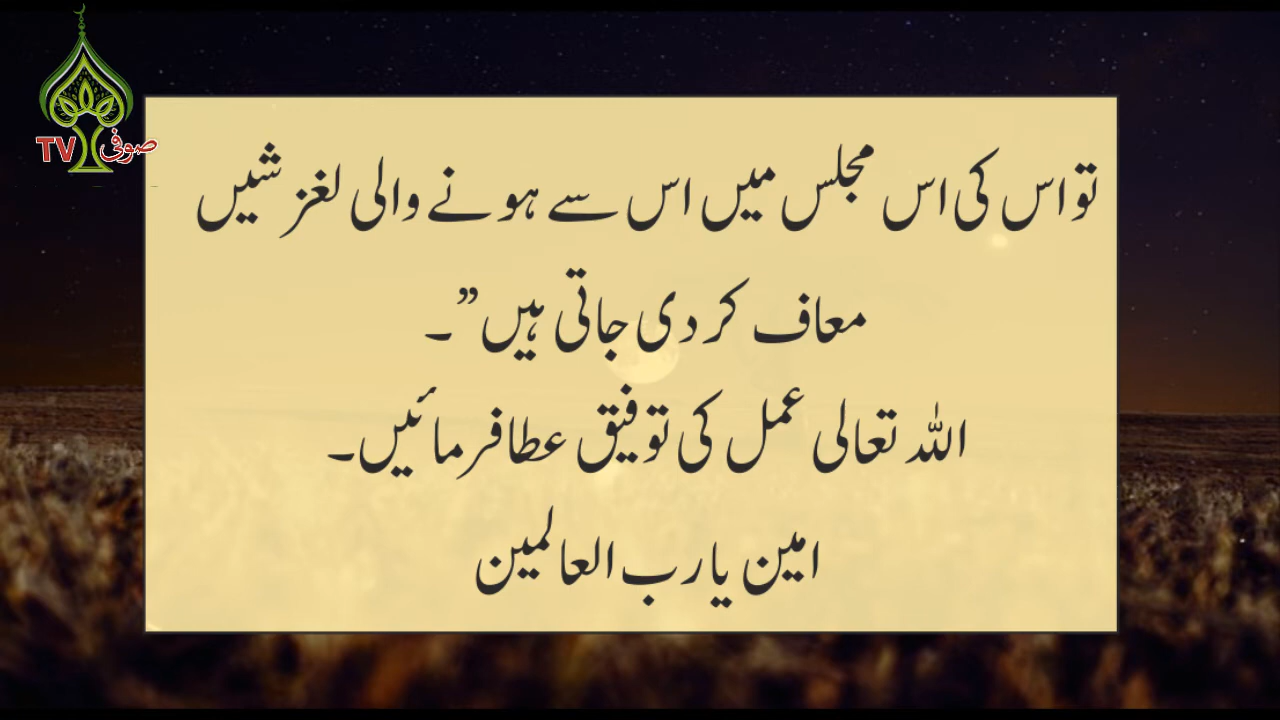 صوفی TV
تو اس کی اس مجلس میں اس سے ہونے والی لغزشیں
معاف کر دی جاتی ہیں”۔
اللہ تعالی عمل کی توفیق عطا فرمائیں۔
امین یا رب العالمین